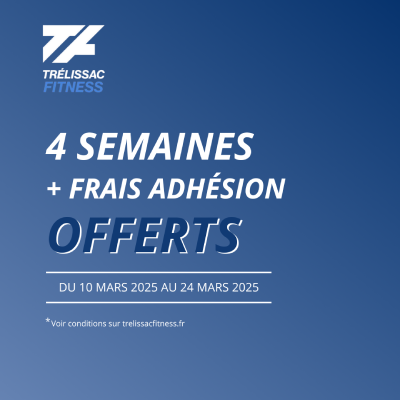 TRÉLISSAC
FITNESS
4 SEMAINES
+ FRAIS ADHÉSION
OFFERTS
DU 10 MARS 2025 AU 24 MARS 2025
*Voir conditions sur trelissacfitness.fr